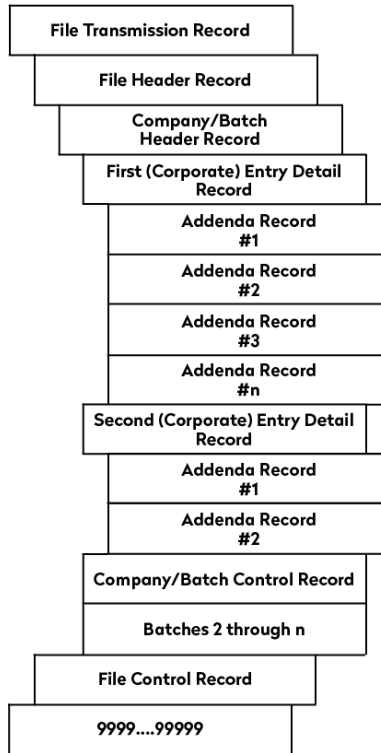 File Transmission Record
File Header Record
Company/Batch
Header Record
First (Corporate) Entry Detail
Record
Addenda Record
#1
Addenda Record
#2
Addenda Record
#3
Addenda Record
#n
Second (Corporate) Entry Detail
Record
Addenda Record
#1
Addenda Record
#2
Company/Batch Control Record
Batches 2 through n
File Control Record
9999....99999